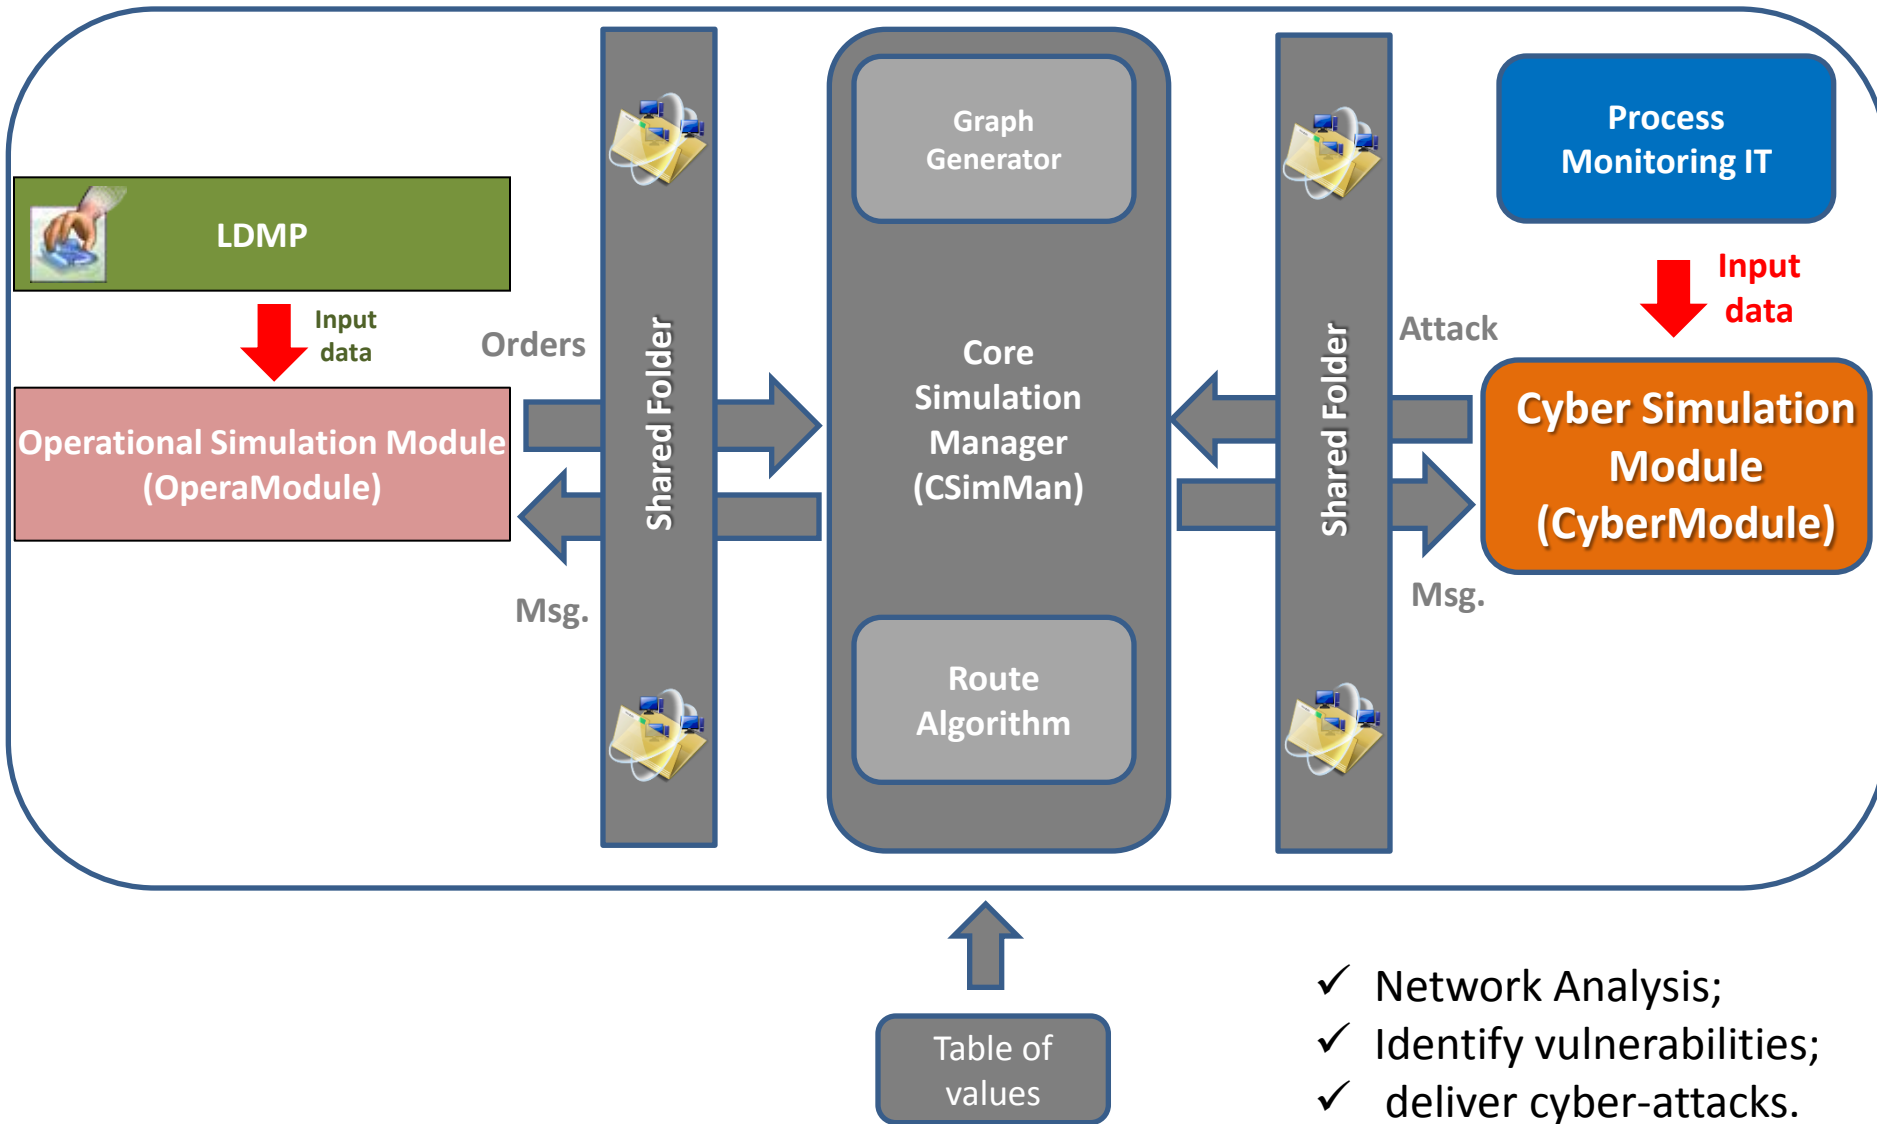 LDMP
Input
data
Operational Simulation Module
(OperaModule)
Orders
Msg.
Shared Folder
Graph
Generator
Core
Simulation
Manager
(CSimMan)
Route
Algorithm
Shared Folder
Attack
Msg.
Process
Monitoring IT
Input
data
Cyber Simulation
Module
(CyberModule)
Table of
values
✓ Network Analysis;
✓ Identify vulnerabilities;
✓ deliver cyber-attacks.